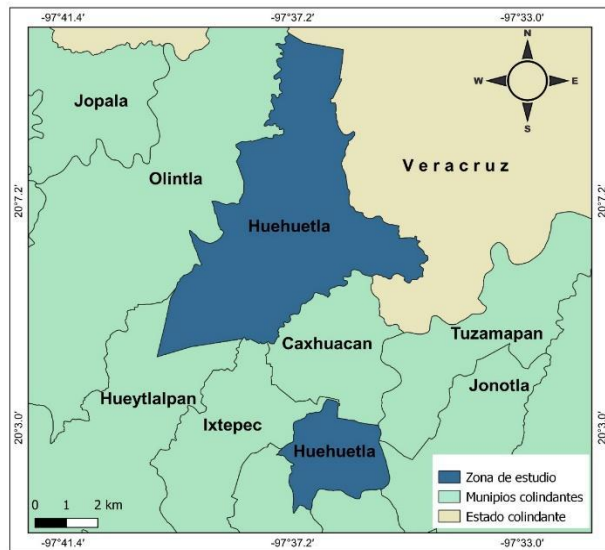 -97°41.4' -97°37.2' -97°33.0'
N
W E
S
Jopala
Veracruz
Olintla
20°7.2' 20°7.2'
Huehuetla
Caxhuacan
Tuzamapan
Jonotla
Hueytlalpan
Ixtepec
20°3.0' 20°3.0'
Huehuetla
Zona de estudio
Munipios colindantes
Estado colindante
0 1 2 km
-97°41.4' -97°37.2' -97°33.0'